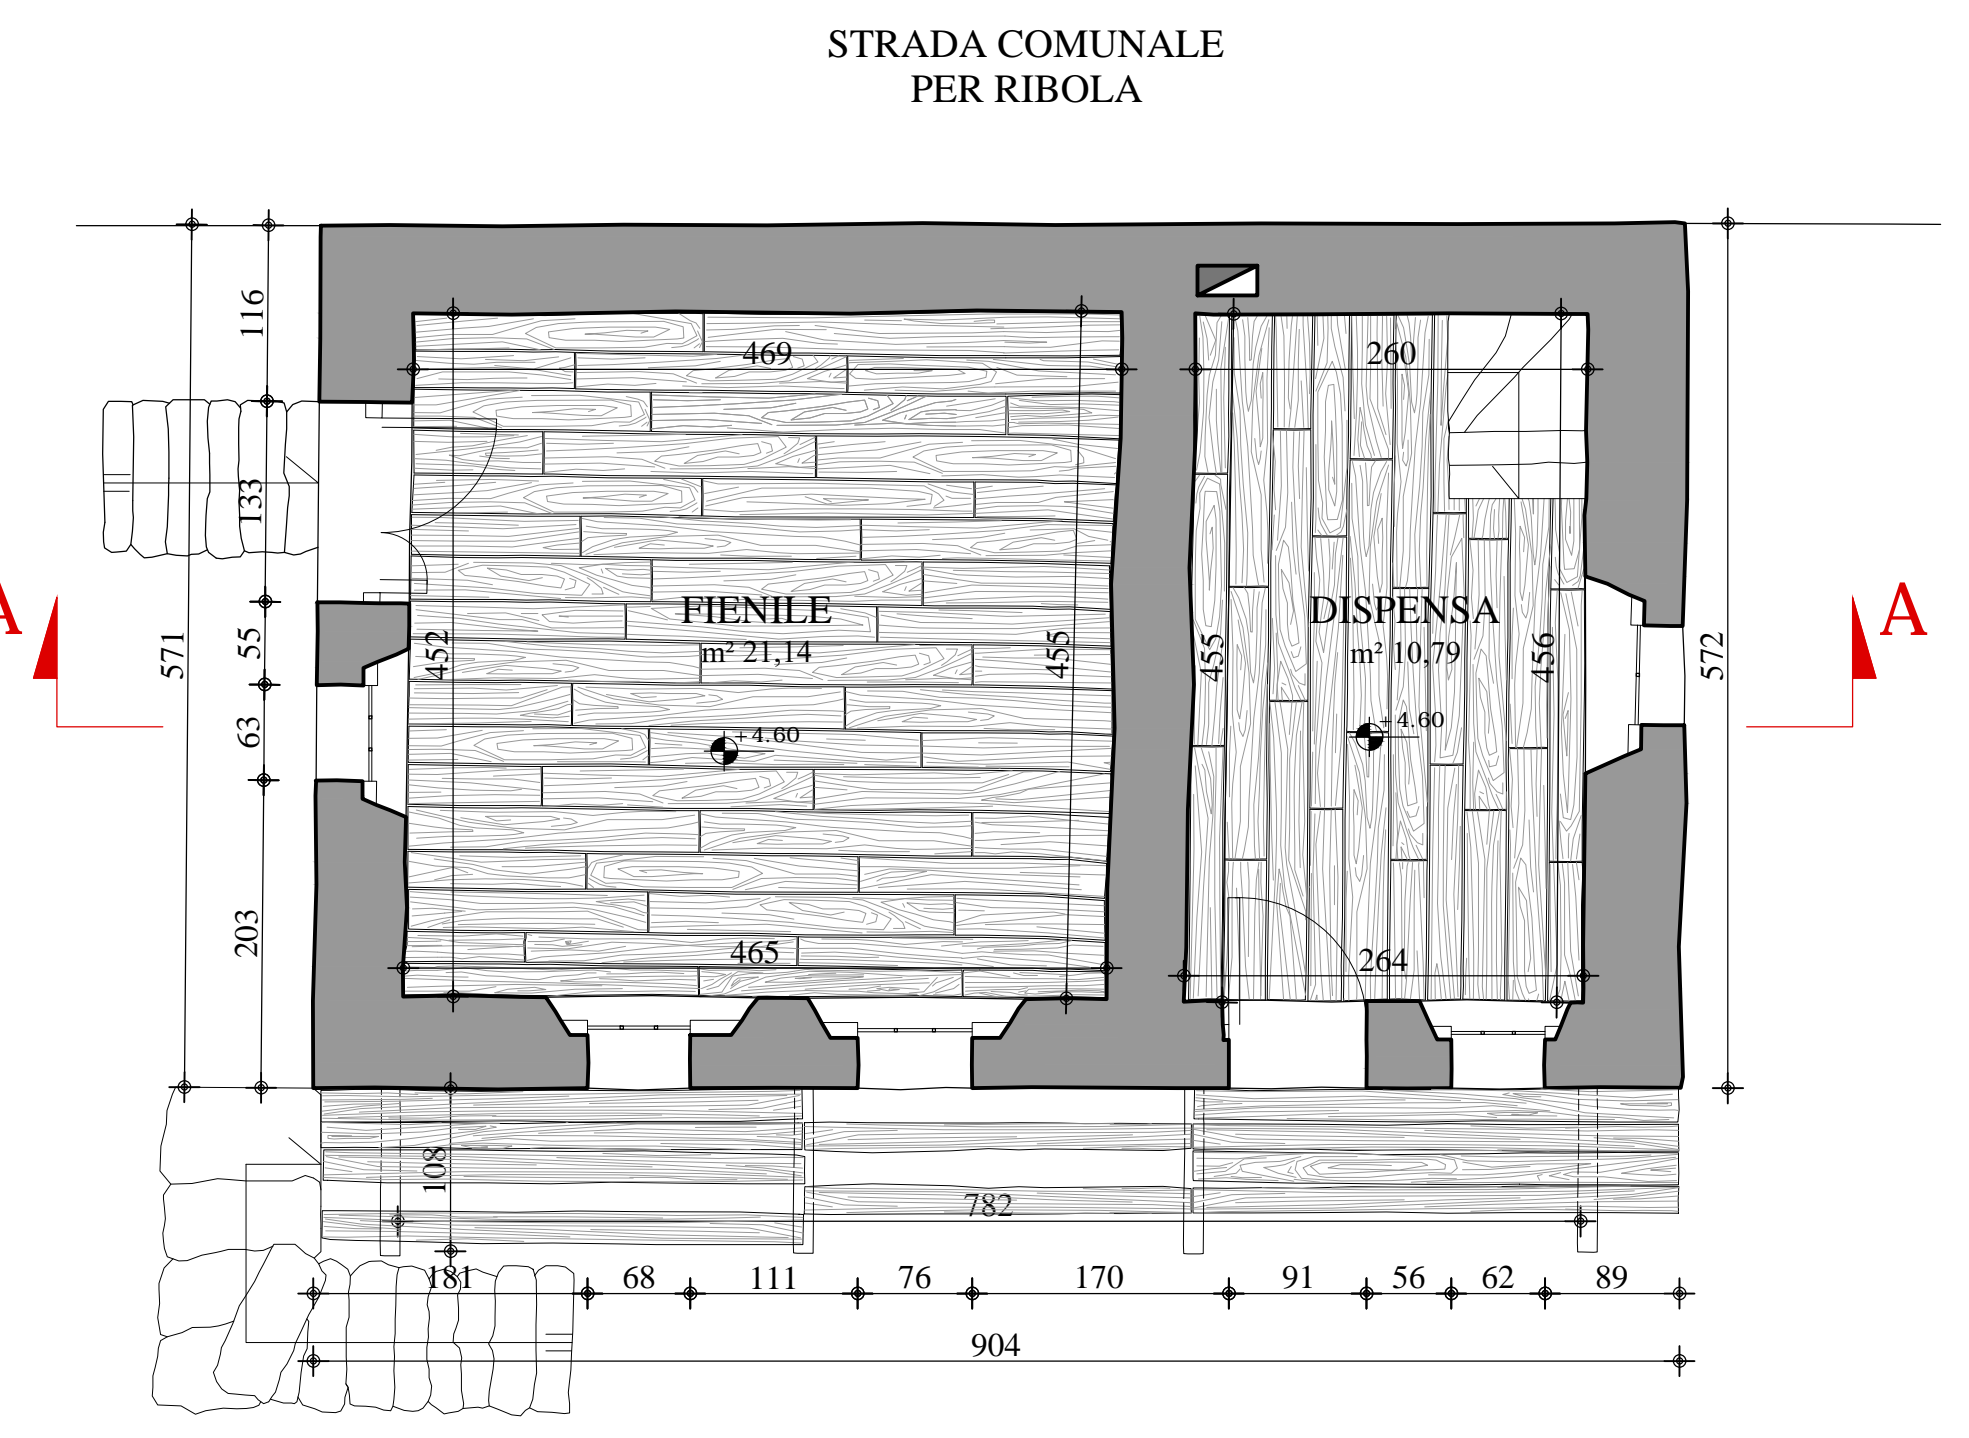 STRADA COMUNALE
PER RIBOLA
116
133
55
63
203
571
469
452
455
FIENILE
m² 21,14
+4.60
465
260
455
456
DISPENSA
m² 10,79
+4.60
264
572
A
A
108
782
181 68 111 76 170 91 56 62 89
904